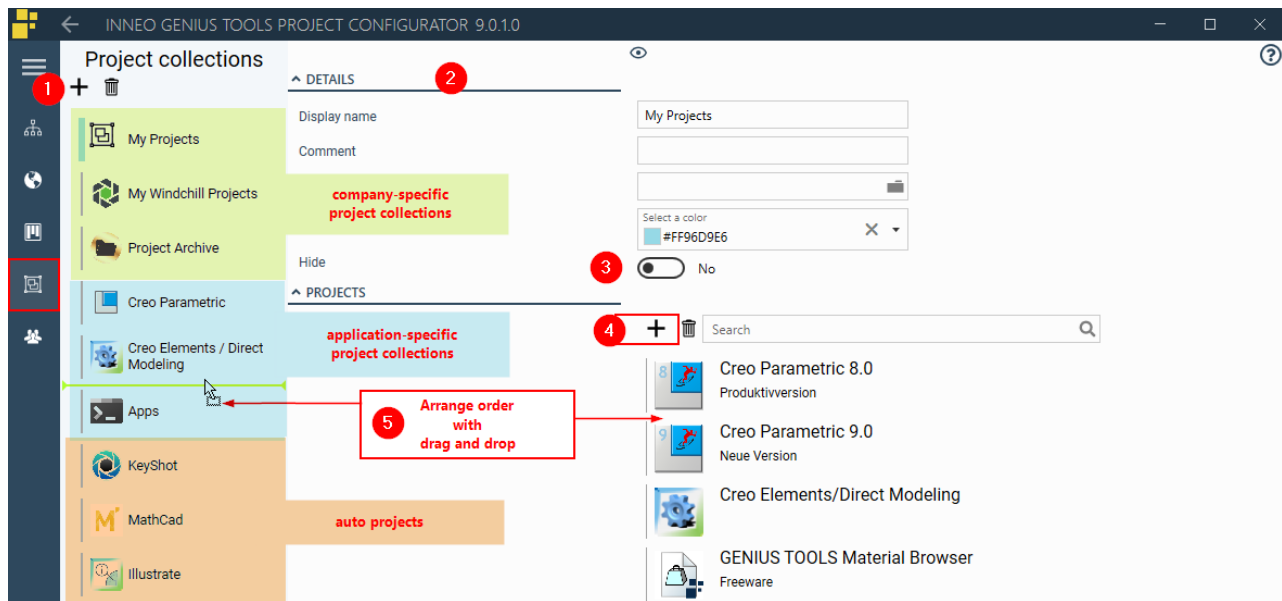 INNEO GENIUS TOOLS PROJECT CONFIGURATOR 9.0.1.0
Project collections
1
My Projects
My Windchill Projects
Project Archive
Creo Parametric
Creo Elements / Direct
Modeling
Apps
KeyShot
MathCad
Illustrate
DETAILS
2
Display name
My Projects
Comment
company-specific
project collections
Select a color
#FF96D9E6
Hide
3
No
PROJECTS
application-specific
project collections
4
Search
5
Arrange order
with
drag and drop
auto projects
8
Creo Parametric 8.0
Produktivversion
9
Creo Parametric 9.0
Neue Version
Creo Elements/Direct Modeling
GENIUS TOOLS Material Browser
Freeware